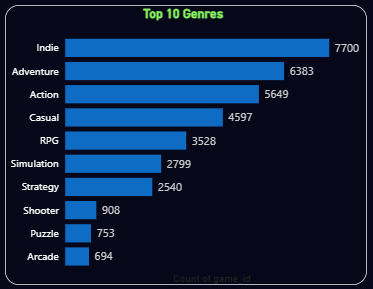 Top 10 Genres
Indie 7700
Adventure 6383
Action 5649
Casual 4597
RPG 3528
Simulation 2799
Strategy 2540
Shooter 908
Puzzle 753
Arcade 694
Count of game_id